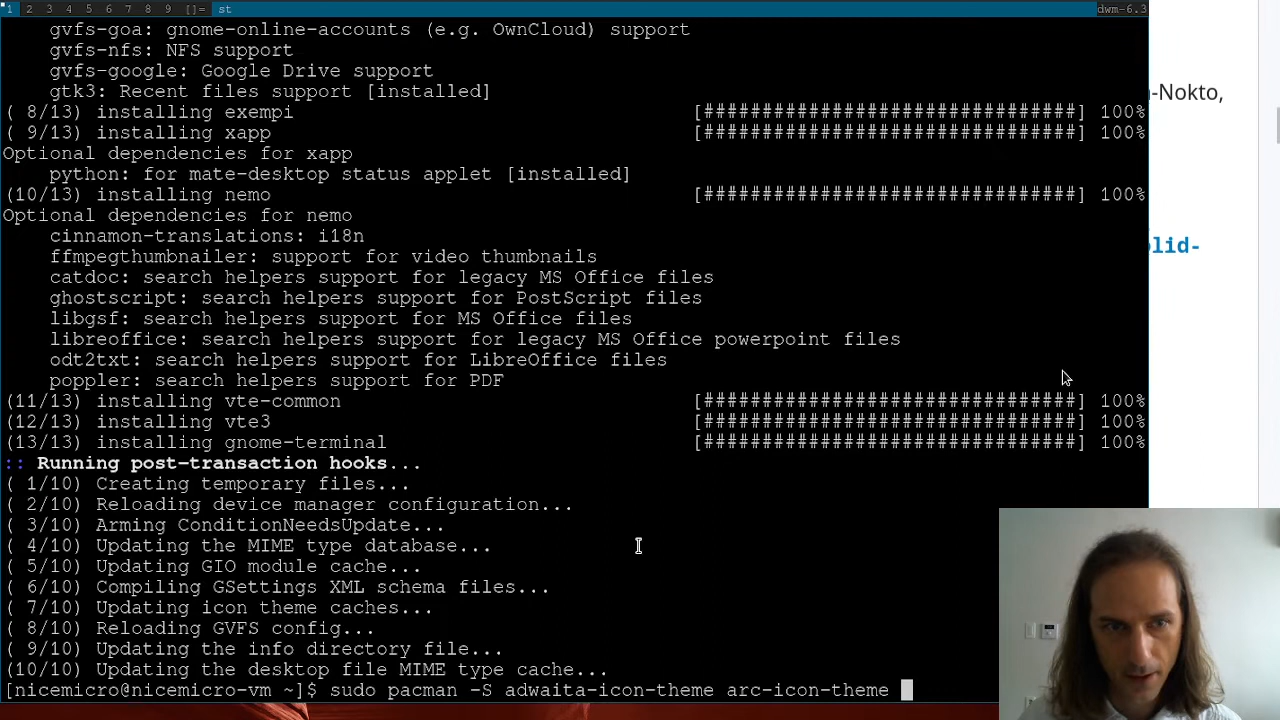 1 2 3 4 5 6 7 8 9 []= st dwm-6.3
gvfs-goa: gnome-online-accounts (e.g. OwnCloud) support
gvfs-nfs: NFS support
gvfs-google: Google Drive support
gtk3: Recent files support [installed]
-Nokto,
( 8/13) installing exempi [################################] 100%
( 9/13) installing xapp [################################] 100%
Optional dependencies for xapp
python: for mate-desktop status applet [installed]
(10/13) installing nemo [################################] 100%
Optional dependencies for nemo
cinnamon-translations: i18n
olid-
ffmpegthumbnailer: support for video thumbnails
catdoc: search helpers support for legacy MS Office files
ghostscript: search helpers support for PostScript files
libgsf: search helpers support for MS Office files
libreoffice: search helpers support for legacy MS Office powerpoint files
odt2txt: search helpers support for LibreOffice files
poppler: search helpers support for PDF
(11/13) installing vte-common [################################] 100%
(12/13) installing vte3 [################################] 100%
(13/13) installing gnome-terminal [################################] 100%
:: Running post-transaction hooks...
( 1/10) Creating temporary files...
( 2/10) Reloading device manager configuration...
( 3/10) Arming ConditionNeedsUpdate...
( 4/10) Updating the MIME type database...
( 5/10) Updating GIO module cache...
( 6/10) Compiling GSettings XML schema files...
( 7/10) Updating icon theme caches...
( 8/10) Reloading GVFS config...
( 9/10) Updating the info directory file...
(10/10) Updating the desktop file MIME type cache...
[nicemicro@nicemicro-vm ~]$ sudo pacman -S adwaita-icon-theme arc-icon-theme